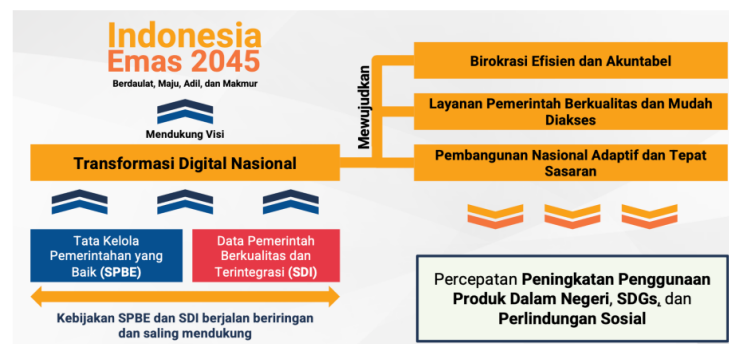 Indonesia
Emas 2045
Berdaulat, Maju, Adil, dan Makmur
Mendukung Visi
Transformasi Digital Nasional
Tata Kelola
Pemerintahan yang
Baik (SPBE)
Data Pemerintah
Berkualitas dan
Terintegrasi (SDI)
Kebijakan SPBE dan SDI berjalan beriringan
dan saling mendukung
Mewujudkan
Birokrasi Efisien dan Akuntabel
Layanan Pemerintah Berkualitas dan Mudah
Diakses
Pembangunan Nasional Adaptif dan Tepat
Sasaran
Percepatan Peningkatan Penggunaan
Produk Dalam Negeri, SDGs, dan
Perlindungan Sosial